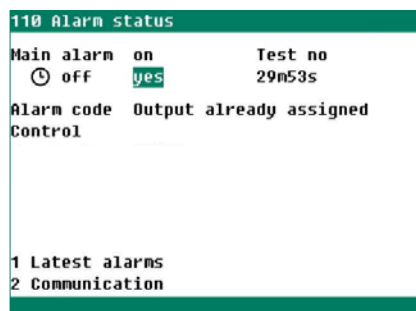 110 Alarm status
Main alarm on Test no
off yes 29m53s
Alarm code Output already assigned
Control
1 Latest alarms
2 Communication